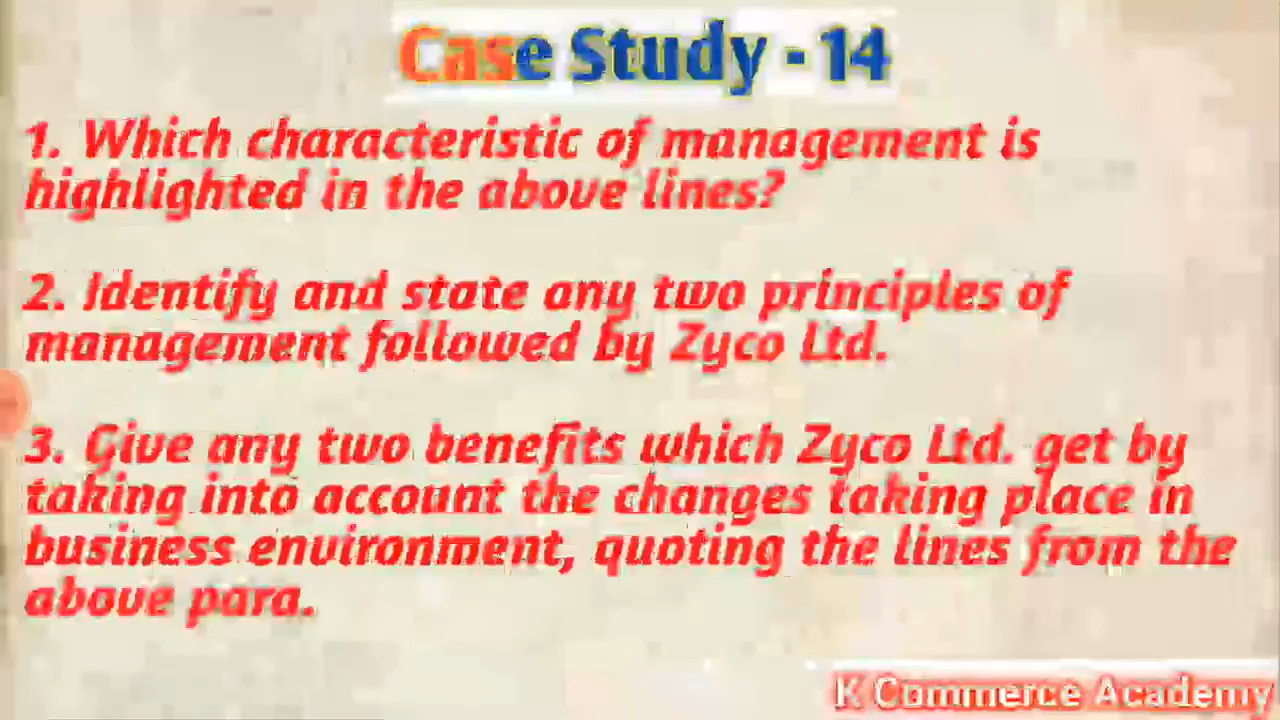 Case Study - 14
1. Which characteristic of management is
highlighted in the above lines?
2. Identify and state any two principles of
management followed by Zyco Ltd.
3. Give any two benefits which Zyco Ltd. get by
taking into account the changes taking place in
business environment, quoting the lines from the
above para.
K Commerce Academy